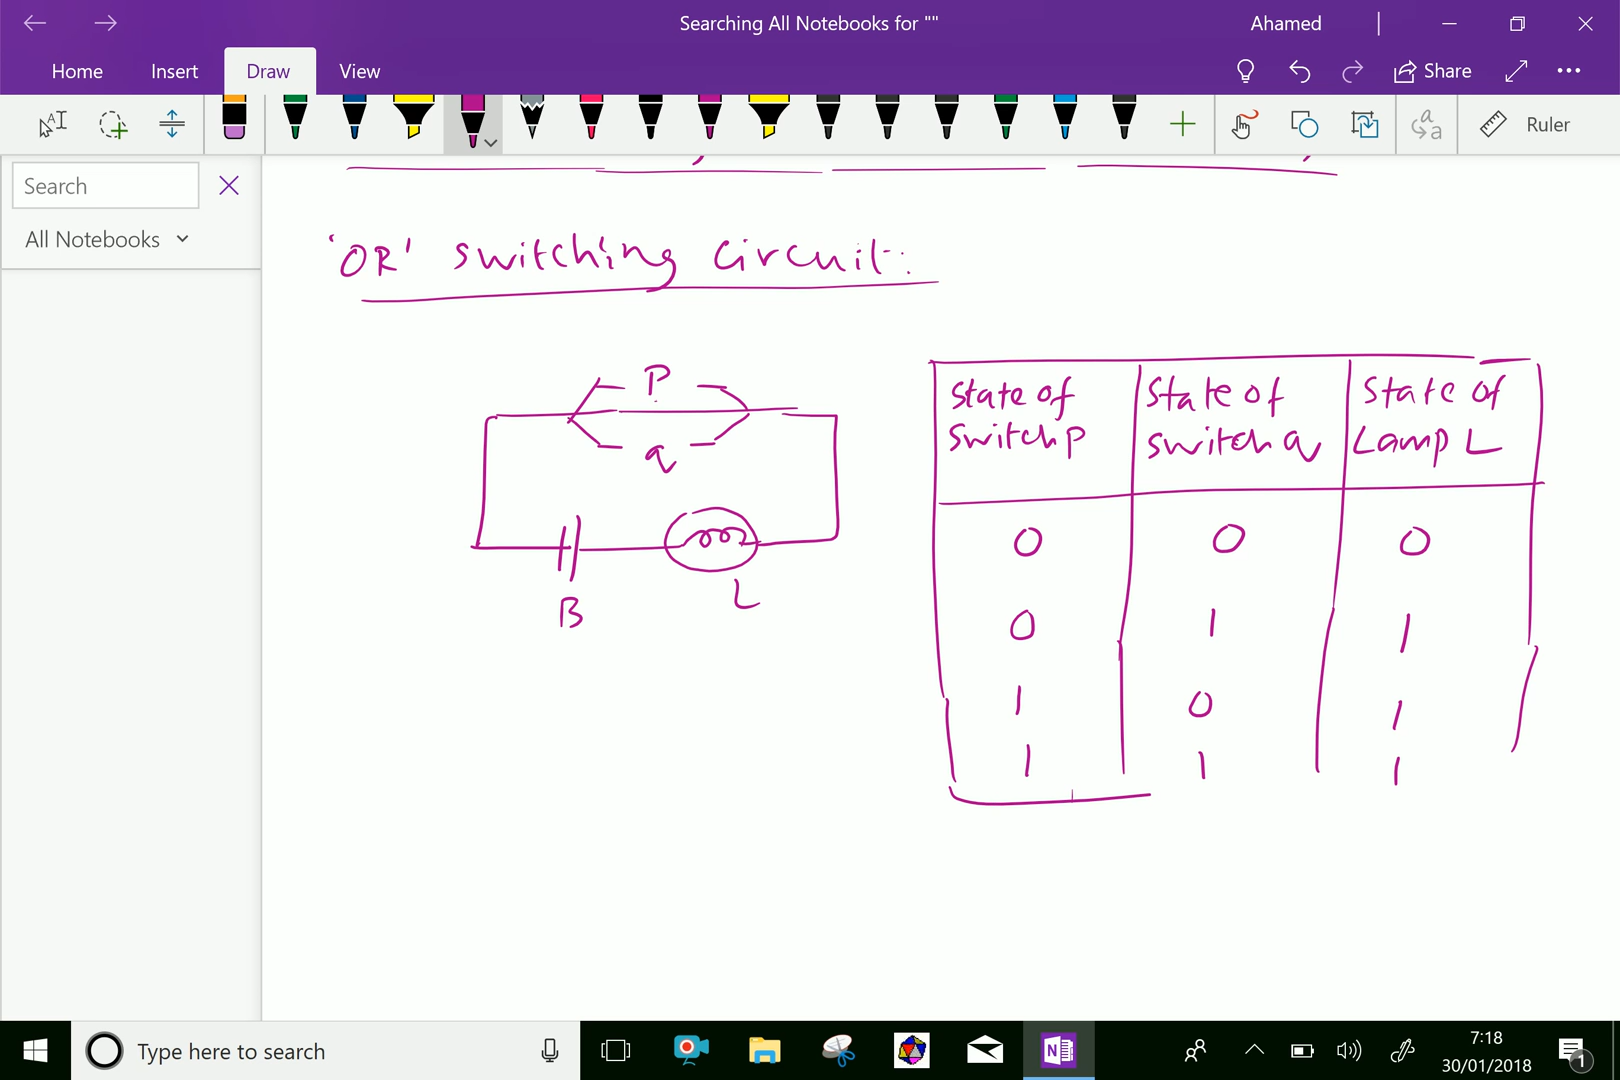 Searching All Notebooks for ""
Ahamed
Home Insert Draw View
Share
Ruler
Search
All Notebooks
'OR' switching circuit:
P
q
B
L
State of switch P State of switch q State of Lamp L
0 0 0
0 1 1
1 0 1
1 1 1
Type here to search
7:18
30/01/2018
1